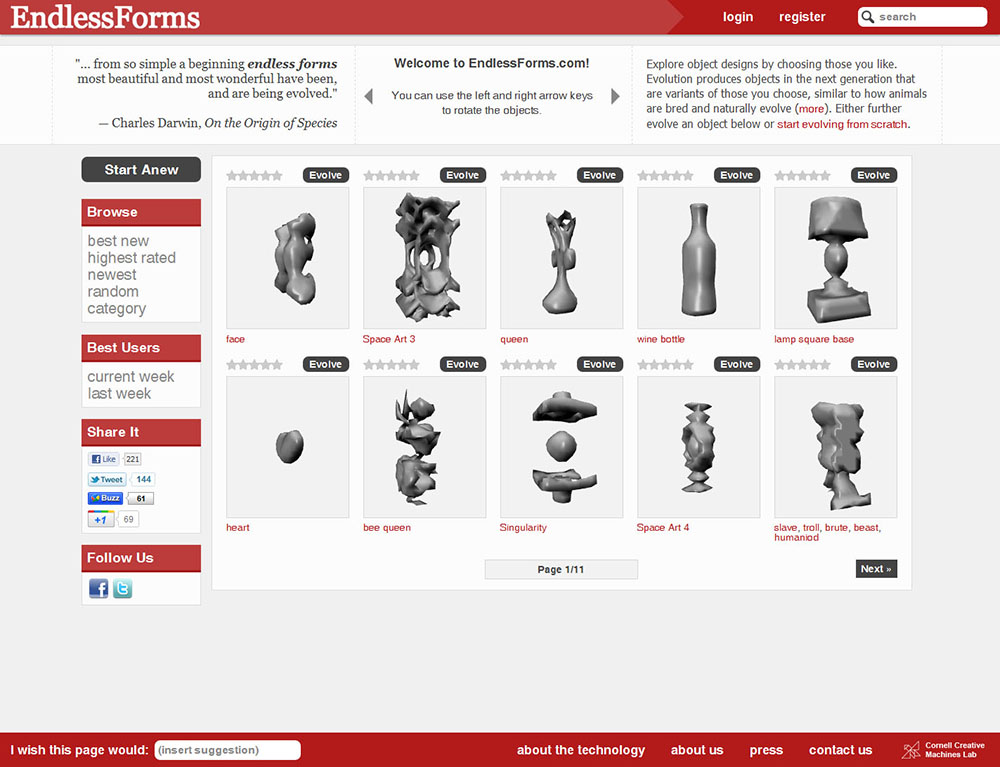 EndlessForms
login
register
search
"... from so simple a beginning endless forms
most beautiful and most wonderful have been,
and are being evolved."
— Charles Darwin, On the Origin of Species
Welcome to EndlessForms.com!
You can use the left and right arrow keys
to rotate the objects.
Explore object designs by choosing those you like.
Evolution produces objects in the next generation that
are variants of those you choose, similar to how animals
are bred and naturally evolve (more). Either further
evolve an object below or start evolving from scratch.
Start Anew
Browse
best new
highest rated
newest
random
category
Best Users
current week
last week
Share It
Like 221
Tweet 144
Buzz 61
+1 69
Follow Us
Evolve
Evolve
Evolve
Evolve
Evolve
face
Space Art 3
queen
wine bottle
lamp square base
Evolve
Evolve
Evolve
Evolve
Evolve
heart
bee queen
Singularity
Space Art 4
slave, troll, brute, beast,
humaniod
Page 1/11
Next »
I wish this page would:
(insert suggestion)
about the technology
about us
press
contact us
Cornell Creative
Machines Lab